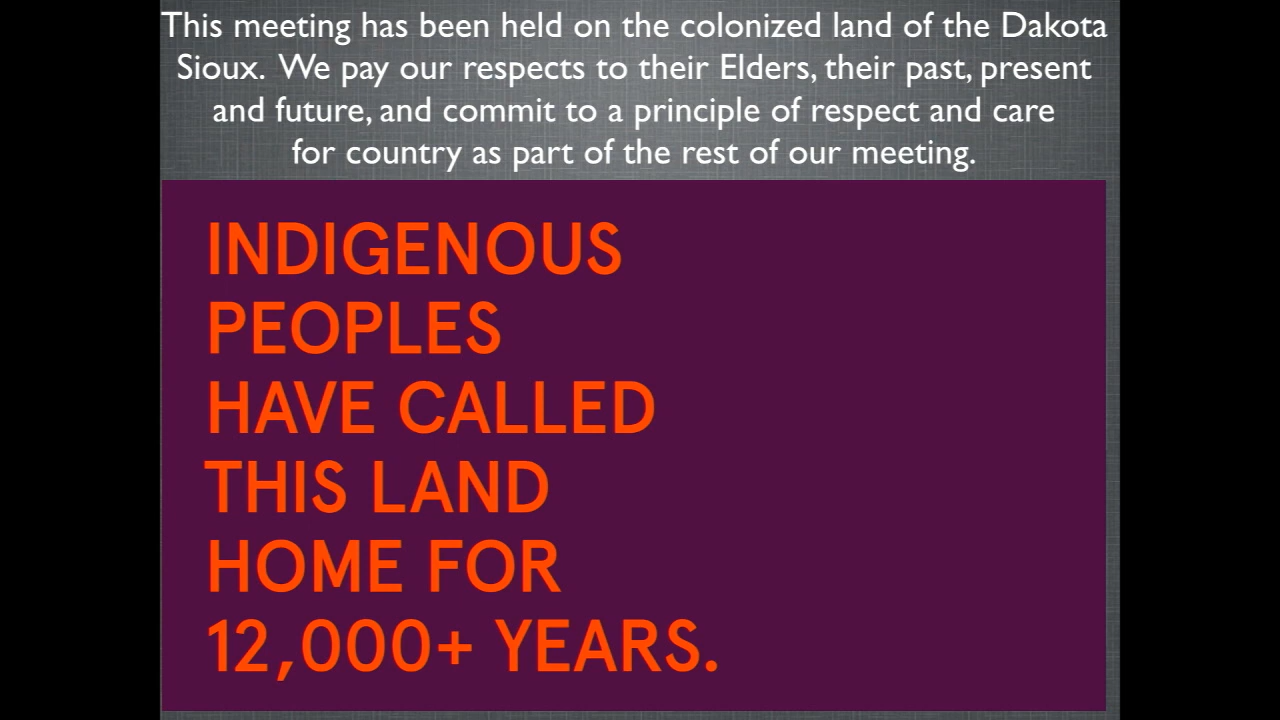 This meeting has been held on the colonized land of the Dakota
Sioux. We pay our respects to their Elders, their past, present
and future, and commit to a principle of respect and care
for country as part of the rest of our meeting.
INDIGENOUS
PEOPLES
HAVE CALLED
THIS LAND
HOME FOR
12,000+ YEARS.